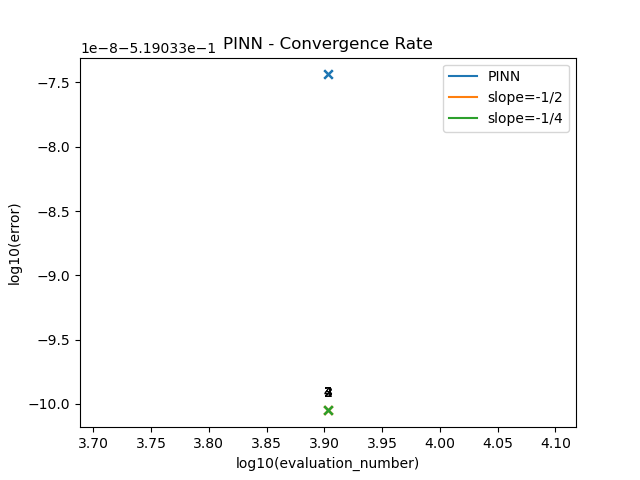 PINN - Convergence Rate
1e−8−5.19033e−1
PINN
slope=-1/2
slope=-1/4
−7.5
−8.0
−8.5
−9.0
−9.5
−10.0
log10(error)
3.70
3.75
3.80
3.85
3.90
3.95
4.00
4.05
4.10
log10(evaluation_number)